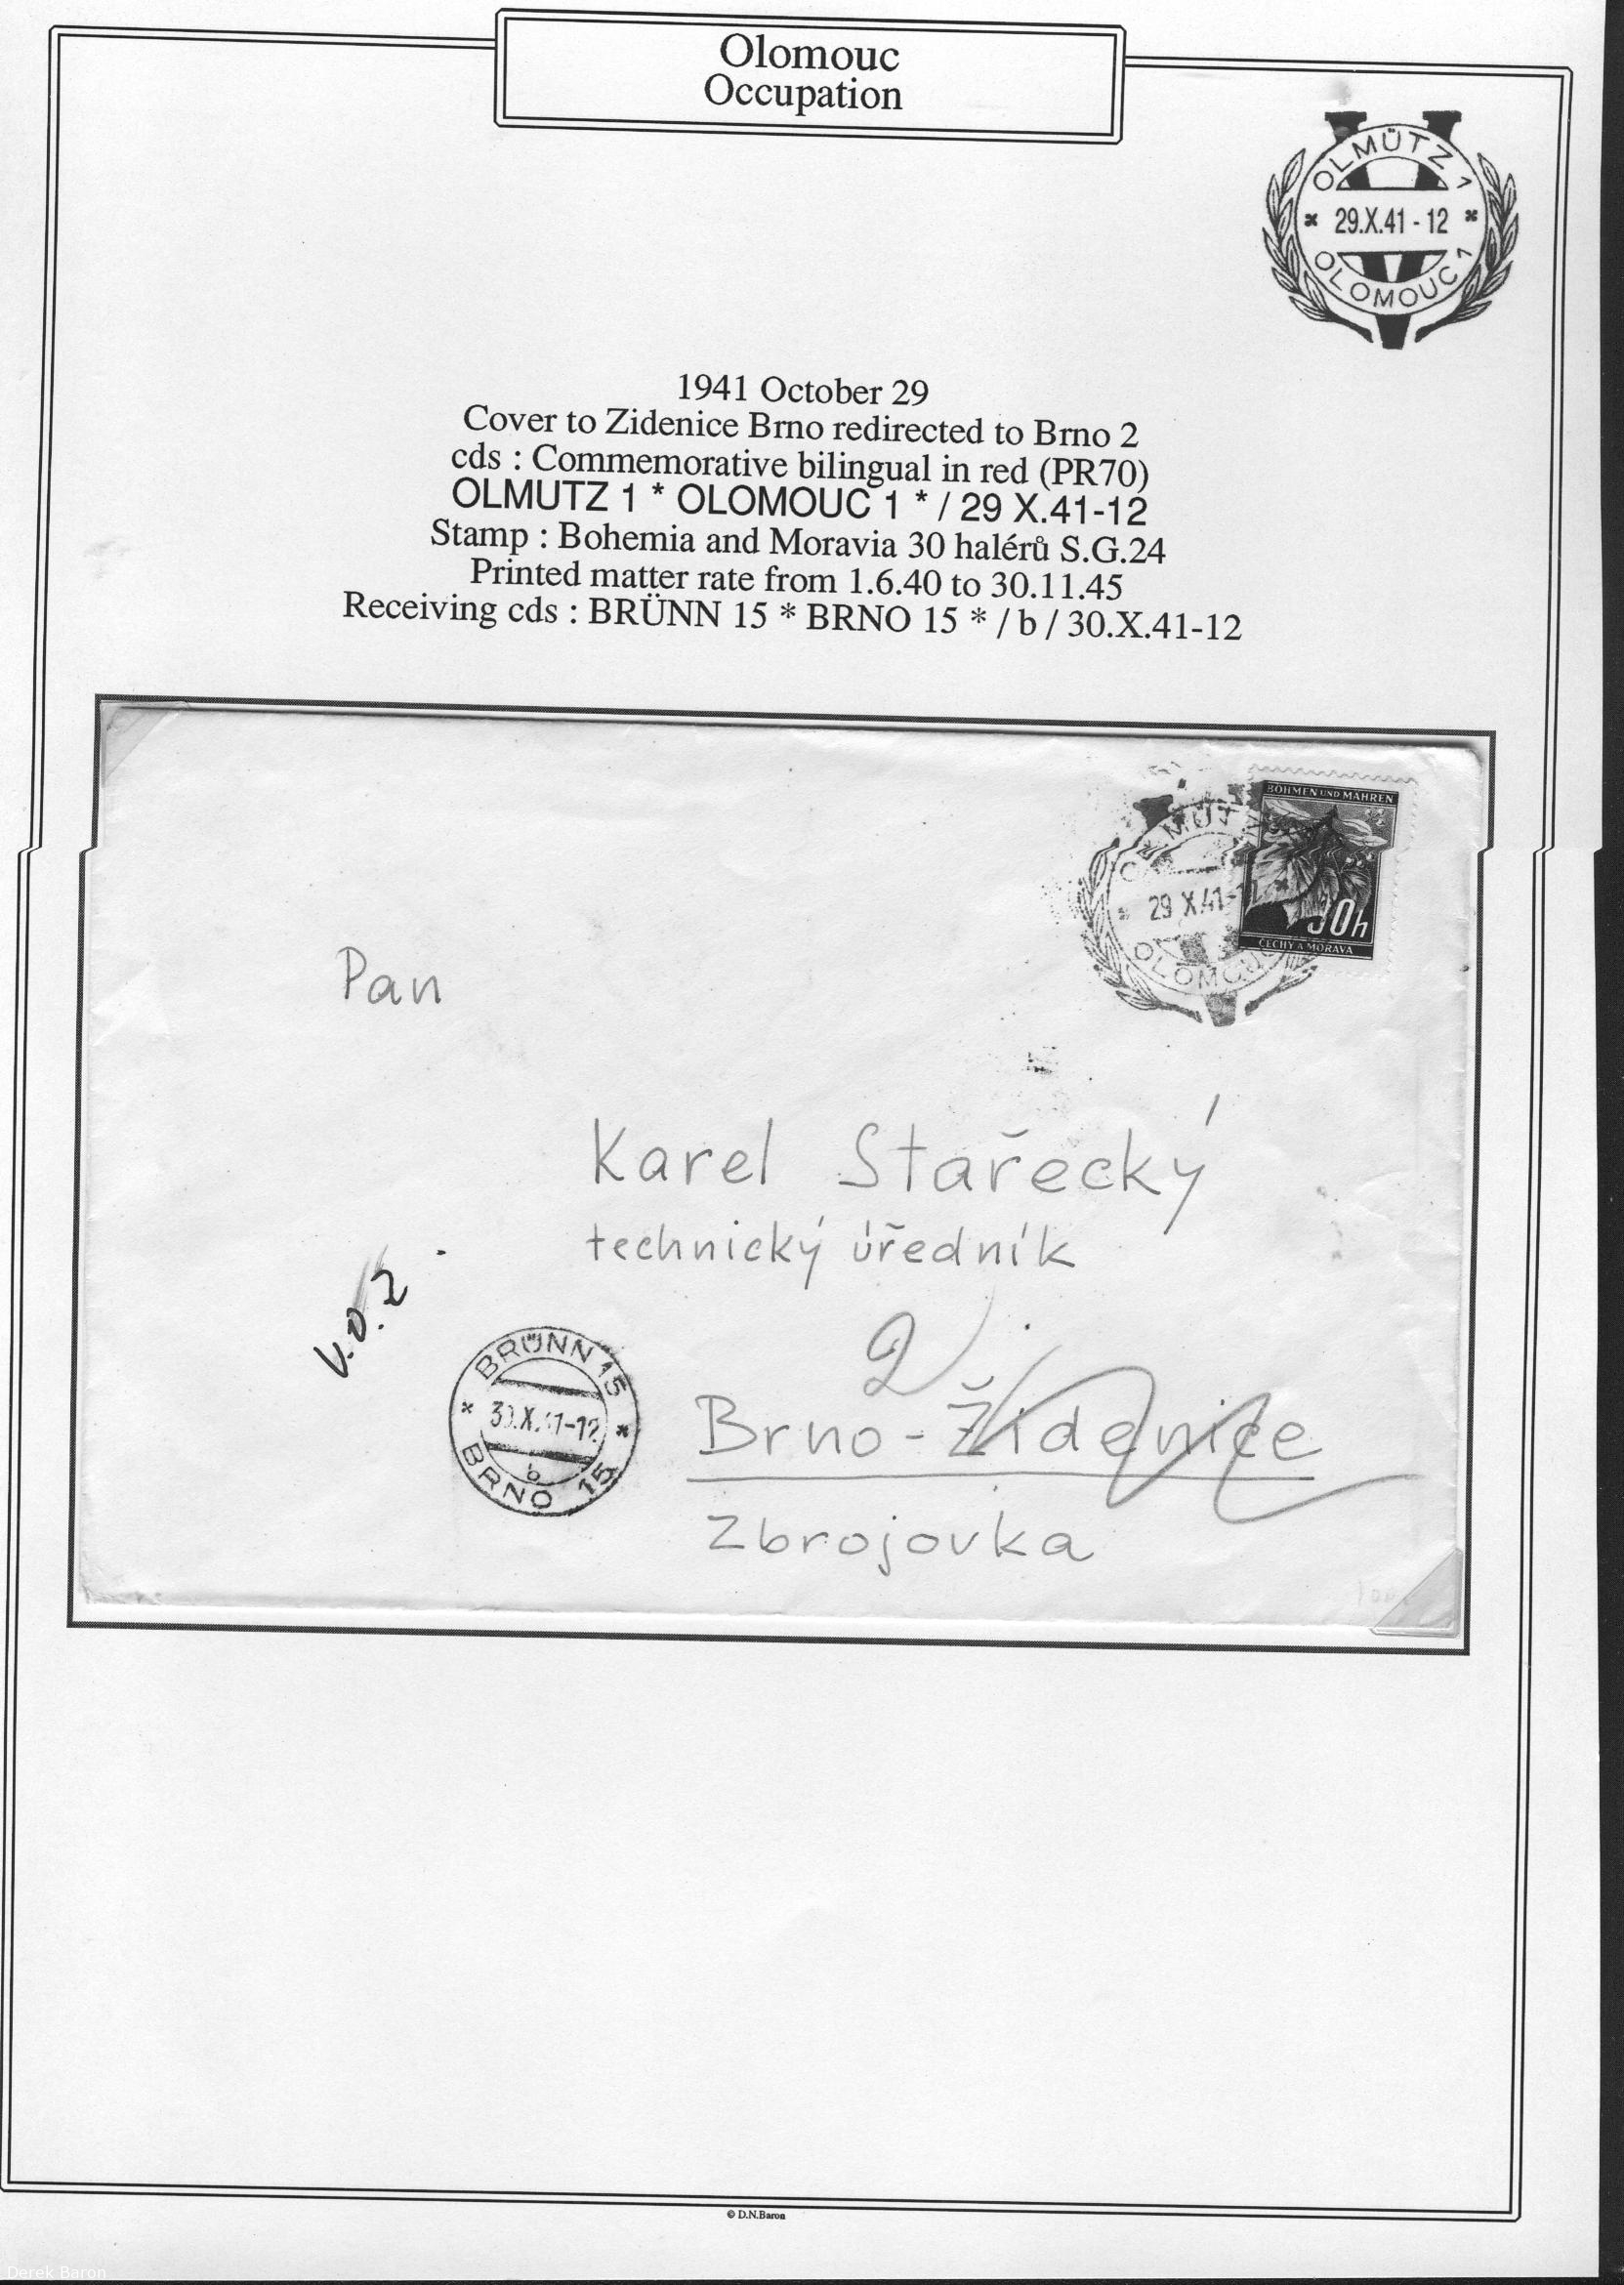 Olomouc
Occupation
OLMÜTZ 1
* 29.X.41 - 12 *
OLOMOUC 1
1941 October 29
Cover to Zidenice Brno redirected to Brno 2
cds : Commemorative bilingual in red (PR70)
OLMUTZ 1 * OLOMOUC 1 * / 29 X.41-12
Stamp : Bohemia and Moravia 30 halérů S.G.24
Printed matter rate from 1.6.40 to 30.11.45
Receiving cds : BRÜNN 15 * BRNO 15 * / b / 30.X.41-12
BÖHMEN UND MÄHREN
30h
ČECHY A MORAVA
29 X.41-
Pan
Karel Stařecký
technický úředník
2
Brno-Židenice
Zbrojovka
BRÜNN 15
* 30.X.41-12 *
b
BRNO 15
© D.N.Baron
Derek Baron